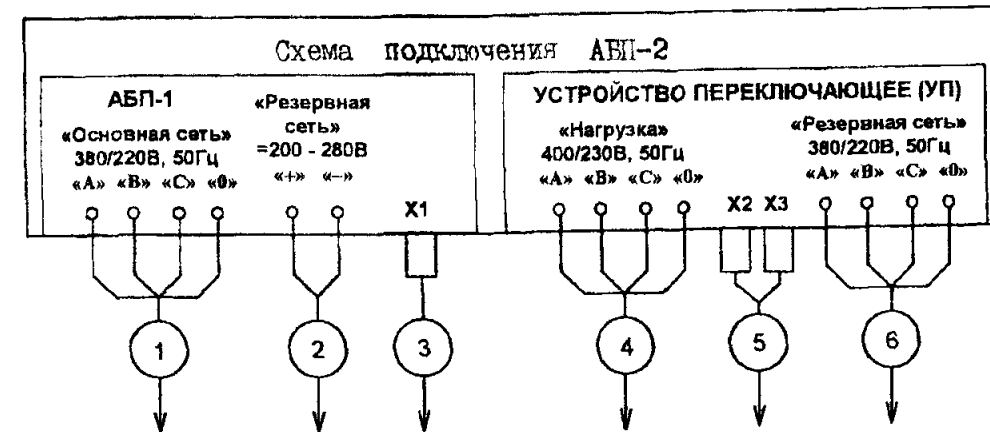 Схема подключения АБП-2
АБП-1
«Основная сеть»
380/220В, 50Гц
«А» «В» «С» «0»
«Резервная
сеть»
=200 - 280В
«+» «−»
X1
УСТРОЙСТВО ПЕРЕКЛЮЧАЮЩЕЕ (УП)
«Нагрузка»
400/230В, 50Гц
«А» «В» «С» «0»
X2 X3
«Резервная сеть»
380/220В, 50Гц
«А» «В» «С» «0»
1 2 3 4 5 6